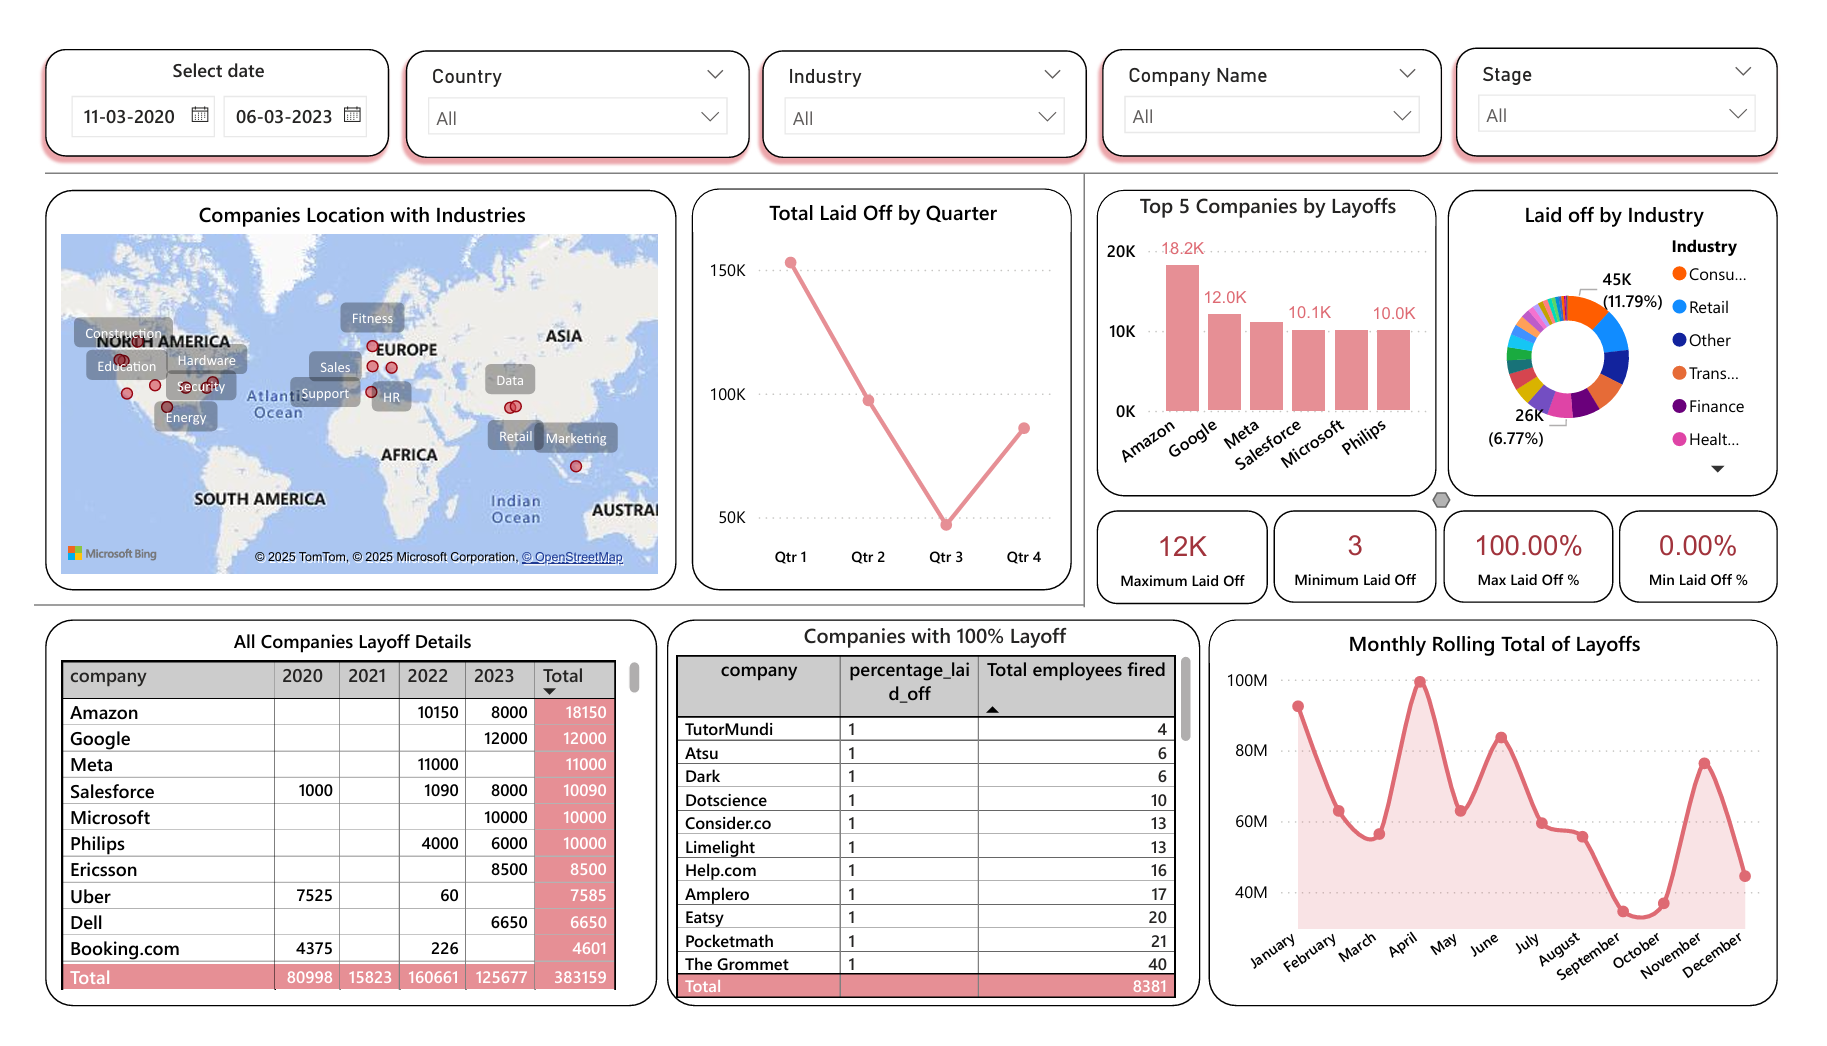 Select date
11-03-2020
06-03-2023
Country
All
Industry
All
Company Name
All
Stage
All
Companies Location with Industries
Construction
NORTH AMERICA
Education
Hardware
Security
Energy
Atlantic
Ocean
Fitness
EUROPE
Sales
Support
HR
ASIA
Data
Retail
Marketing
AFRICA
SOUTH AMERICA
Indian
Ocean
AUSTRAI
Microsoft Bing
© 2025 TomTom, © 2025 Microsoft Corporation, © OpenStreetMap
Total Laid Off by Quarter
150K
100K
50K
Qtr 1 Qtr 2 Qtr 3 Qtr 4
Top 5 Companies by Layoffs
20K
10K
0K
18.2K
12.0K
10.1K
10.0K
Amazon
Google
Meta
Salesforce
Microsoft
Philips
Laid off by Industry
Industry
Consu...
Retail
Other
Trans...
Finance
Healt...
45K
(11.79%)
26K
(6.77%)
12K
Maximum Laid Off
3
Minimum Laid Off
100.00%
Max Laid Off %
0.00%
Min Laid Off %
All Companies Layoff Details
company 2020 2021 2022 2023 Total
Amazon 10150 8000 18150
Google 12000 12000
Meta 11000 11000
Salesforce 1000 1090 8000 10090
Microsoft 10000 10000
Philips 4000 6000 10000
Ericsson 8500 8500
Uber 7525 60 7585
Dell 6650 6650
Booking.com 4375 226 4601
Total 80998 15823 160661 125677 383159
Companies with 100% Layoff
company percentage_lai Total employees fired
d_off
TutorMundi 1 4
Atsu 1 6
Dark 1 6
Dotscience 1 10
Consider.co 1 13
Limelight 1 13
Help.com 1 16
Amplero 1 17
Eatsy 1 20
Pocketmath 1 21
The Grommet 1 40
Total 8381
Monthly Rolling Total of Layoffs
100M
80M
60M
40M
January
February
March
April
May
June
July
August
September
October
November
December